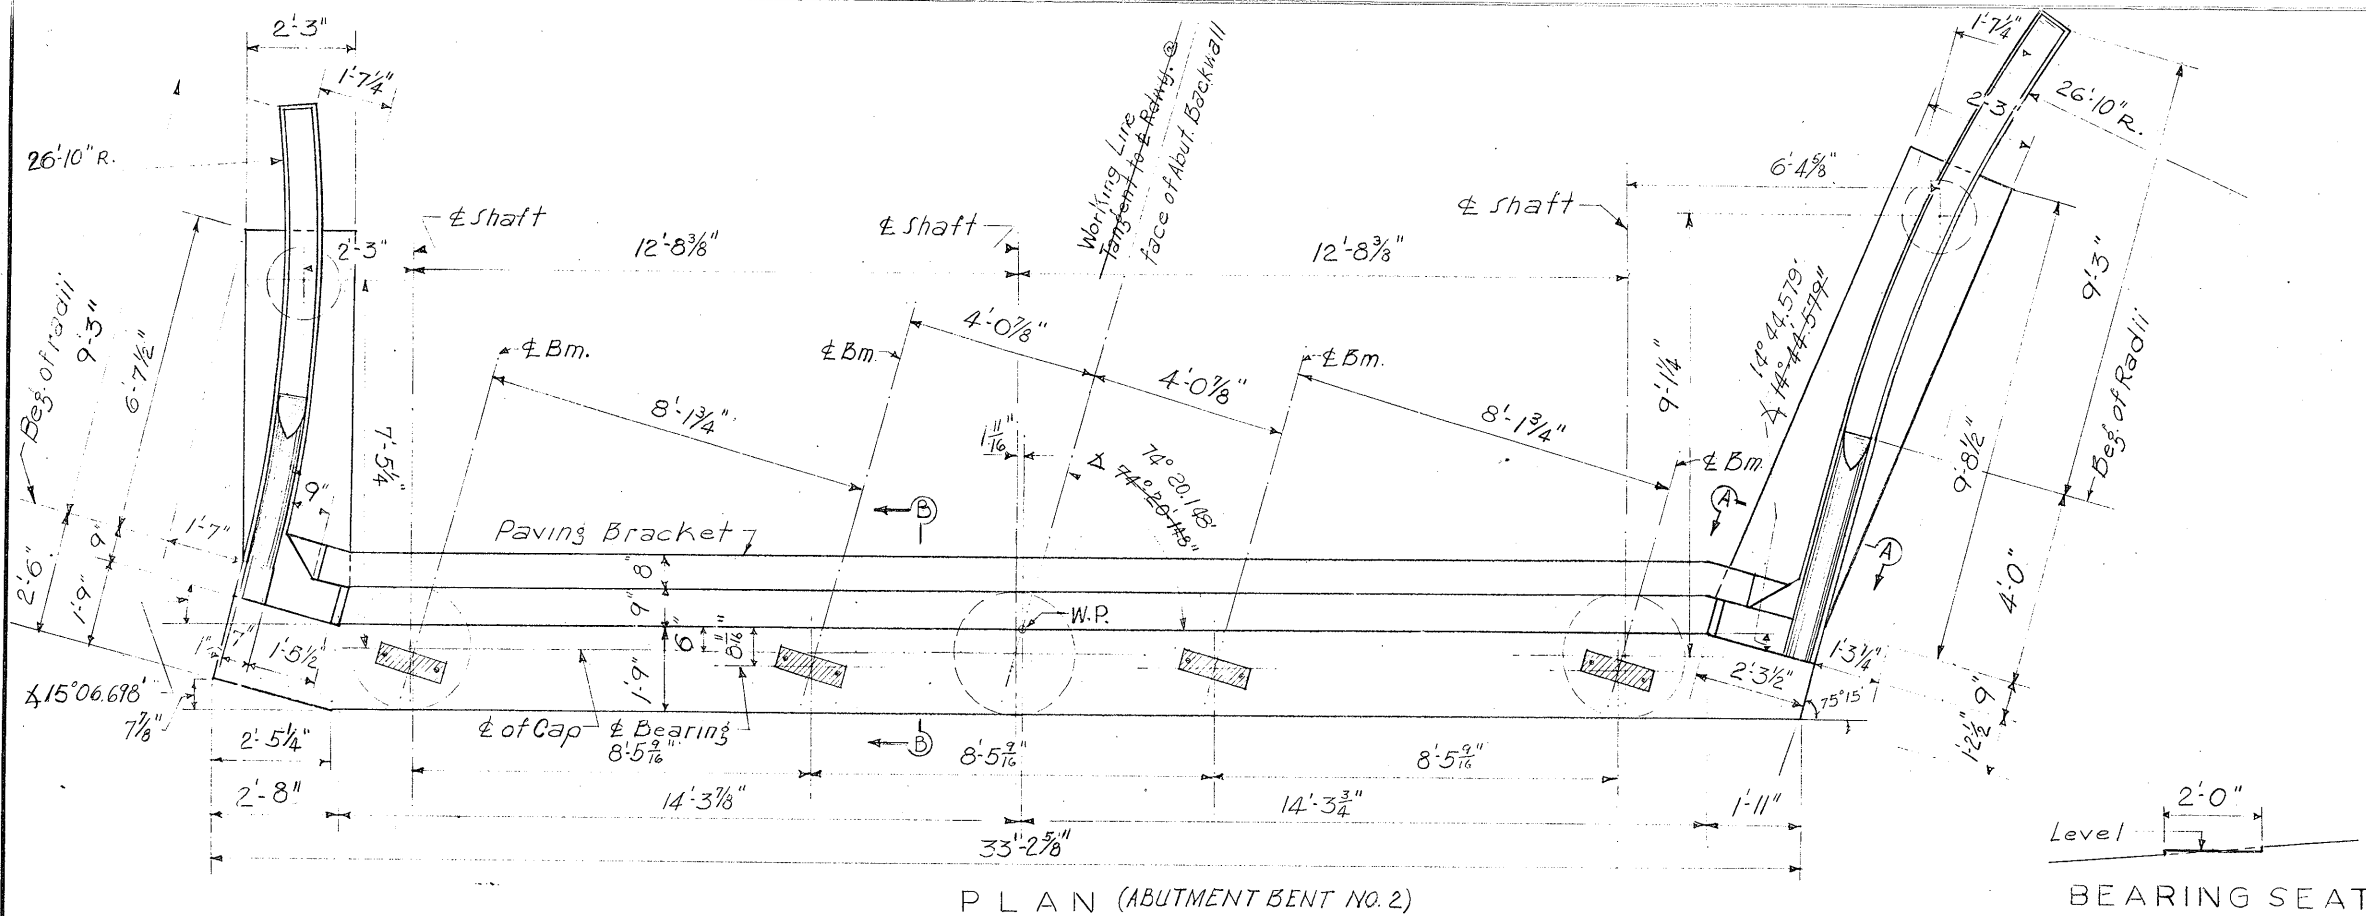 2'-3"
1'-7¼"
26'-10" R.
℄ Shaft
2'-3"
12'-8⅜"
℄ Shaft
Working Line
Tangent to ℄ Rdwy. @
face of Abut. Backwall
12'-8⅜"
℄ Shaft
6'-4⅝"
1'-7¼"
2'-3"
26'-10" R.
Beg. of radii
9'-3"
6'-7½"
7'-5¼"
℄ Bm.
8'-1¾"
℄ Bm.
4'-0⅞"
4'-0⅞"
℄ Bm.
8'-1¾"
℄ Bm.
9'-1¼"
14° 44.579'
∡ 14° 44' .579"
9'-3"
Beg. of Radii
9'-8½"
4'-0"
1 11/16"
∡ 74° 20.148'
74° 20' .148"
9"
1'-7"
2'-6"
9"
1'-9"
Paving Bracket
B
A
A
8"
9"
6"
8 11/16"
1'-9"
W.P.
1"
7"
1'-5½"
∡ 15° 06.698'
7⅞"
2'-5¼"
2'-8"
℄ of Cap
℄ Bearing
B
8'-5 9/16"
8'-5 9/16"
8'-5 9/16"
14'-3⅞"
14'-3¾"
1'-11"
33'-2⅝"
2'-3½"
1'-3¼"
75° 15'
9"
1'-2½"
2'-0"
Level
PLAN (ABUTMENT BENT NO. 2)
BEARING SEAT